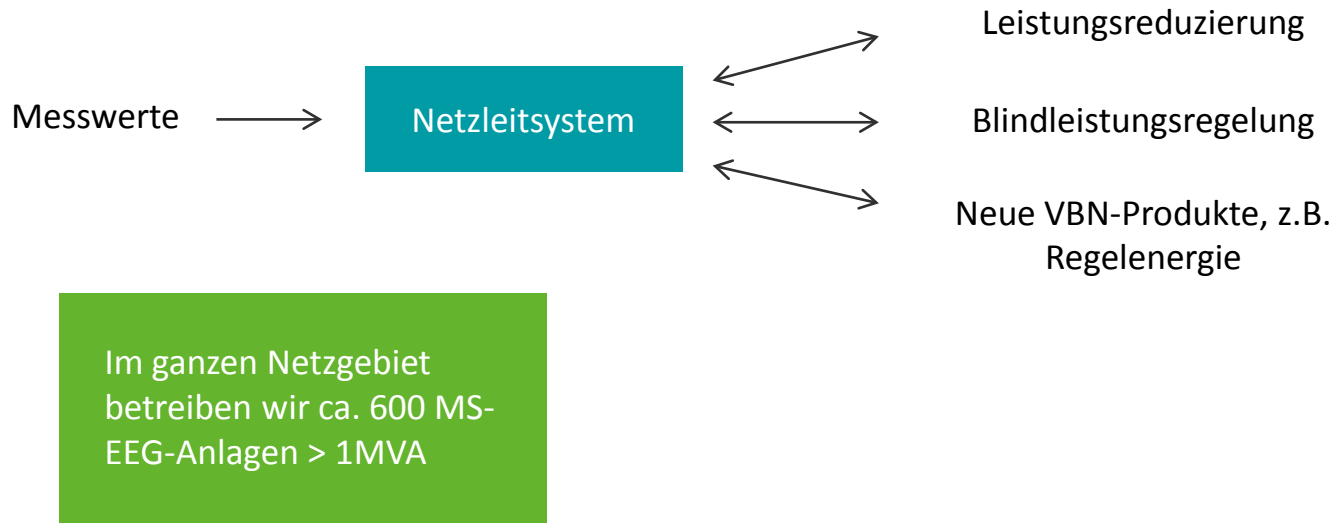 Leistungsreduzierung
Messwerte
Netzleitsystem
Blindleistungsregelung
Neue VBN-Produkte, z.B.
Regelenergie
Im ganzen Netzgebiet
betreiben wir ca. 600 MS-
EEG-Anlagen > 1MVA